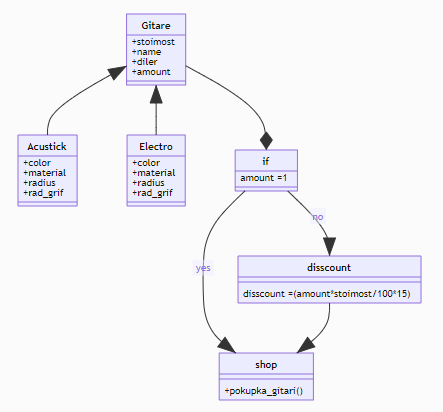 Gitare
+stoimost
+name
+diler
+amount
Acustick
+color
+material
+radius
+rad_grif
Electro
+color
+material
+radius
+rad_grif
if
amount =1
no
yes
disscount
disscount =(amount*stoimost/100*15)
shop
+pokupka_gitari()